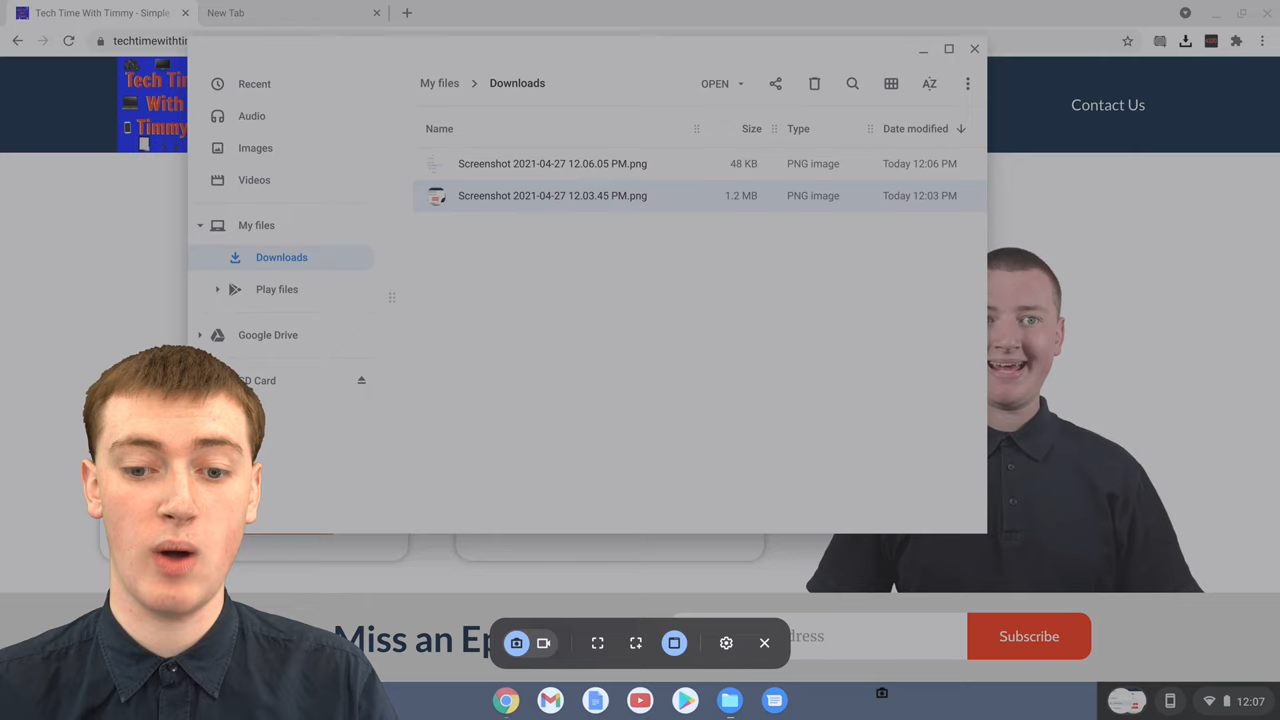 Tech Time With Timmy - Simple
New Tab
techtimewithti
Tech Ti
With
Timmy
Contact Us
Recent
Audio
Images
Videos
My files
Downloads
Play files
Google Drive
D Card
My files > Downloads
OPEN
AZ
Name
Size
Type
Date modified
Screenshot 2021-04-27 12.06.05 PM.png
48 KB
PNG image
Today 12:06 PM
Screenshot 2021-04-27 12.03.45 PM.png
1.2 MB
PNG image
Today 12:03 PM
Miss an Ep
dress
Subscribe
12:07